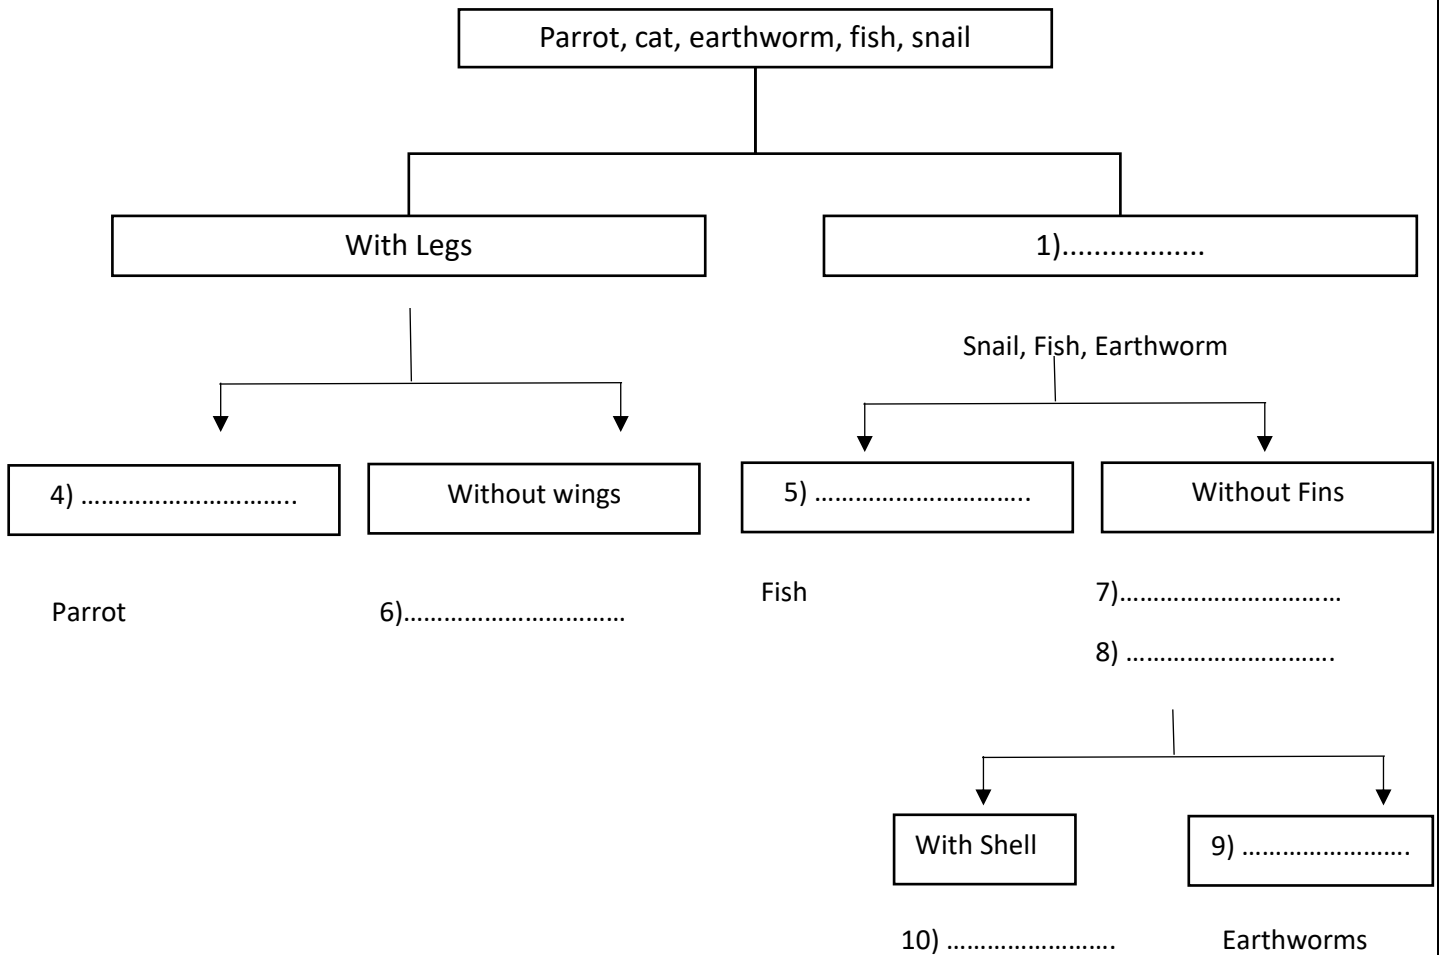 Parrot, cat, earthworm, fish, snail
With Legs
1)..................
Snail, Fish, Earthworm
4) …………………………..
Without wings
5) …………………………..
Without Fins
Parrot
6)……………………………
Fish
7)……………………………
8) ………………………….
With Shell
9) …………………….
10) …………………….
Earthworms